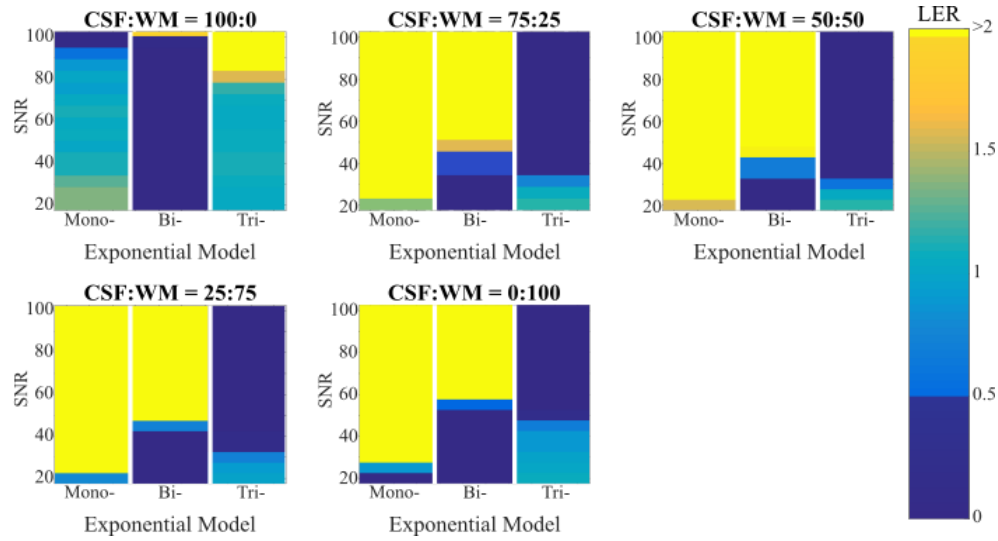 CSF:WM = 100:0
SNR
100
80
60
40
20
Mono- Bi- Tri-
Exponential Model
CSF:WM = 75:25
SNR
100
80
60
40
20
Mono- Bi- Tri-
Exponential Model
CSF:WM = 50:50
SNR
100
80
60
40
20
Mono- Bi- Tri-
Exponential Model
LER
>2
1.5
1
0.5
0
CSF:WM = 25:75
SNR
100
80
60
40
20
Mono- Bi- Tri-
Exponential Model
CSF:WM = 0:100
SNR
100
80
60
40
20
Mono- Bi- Tri-
Exponential Model